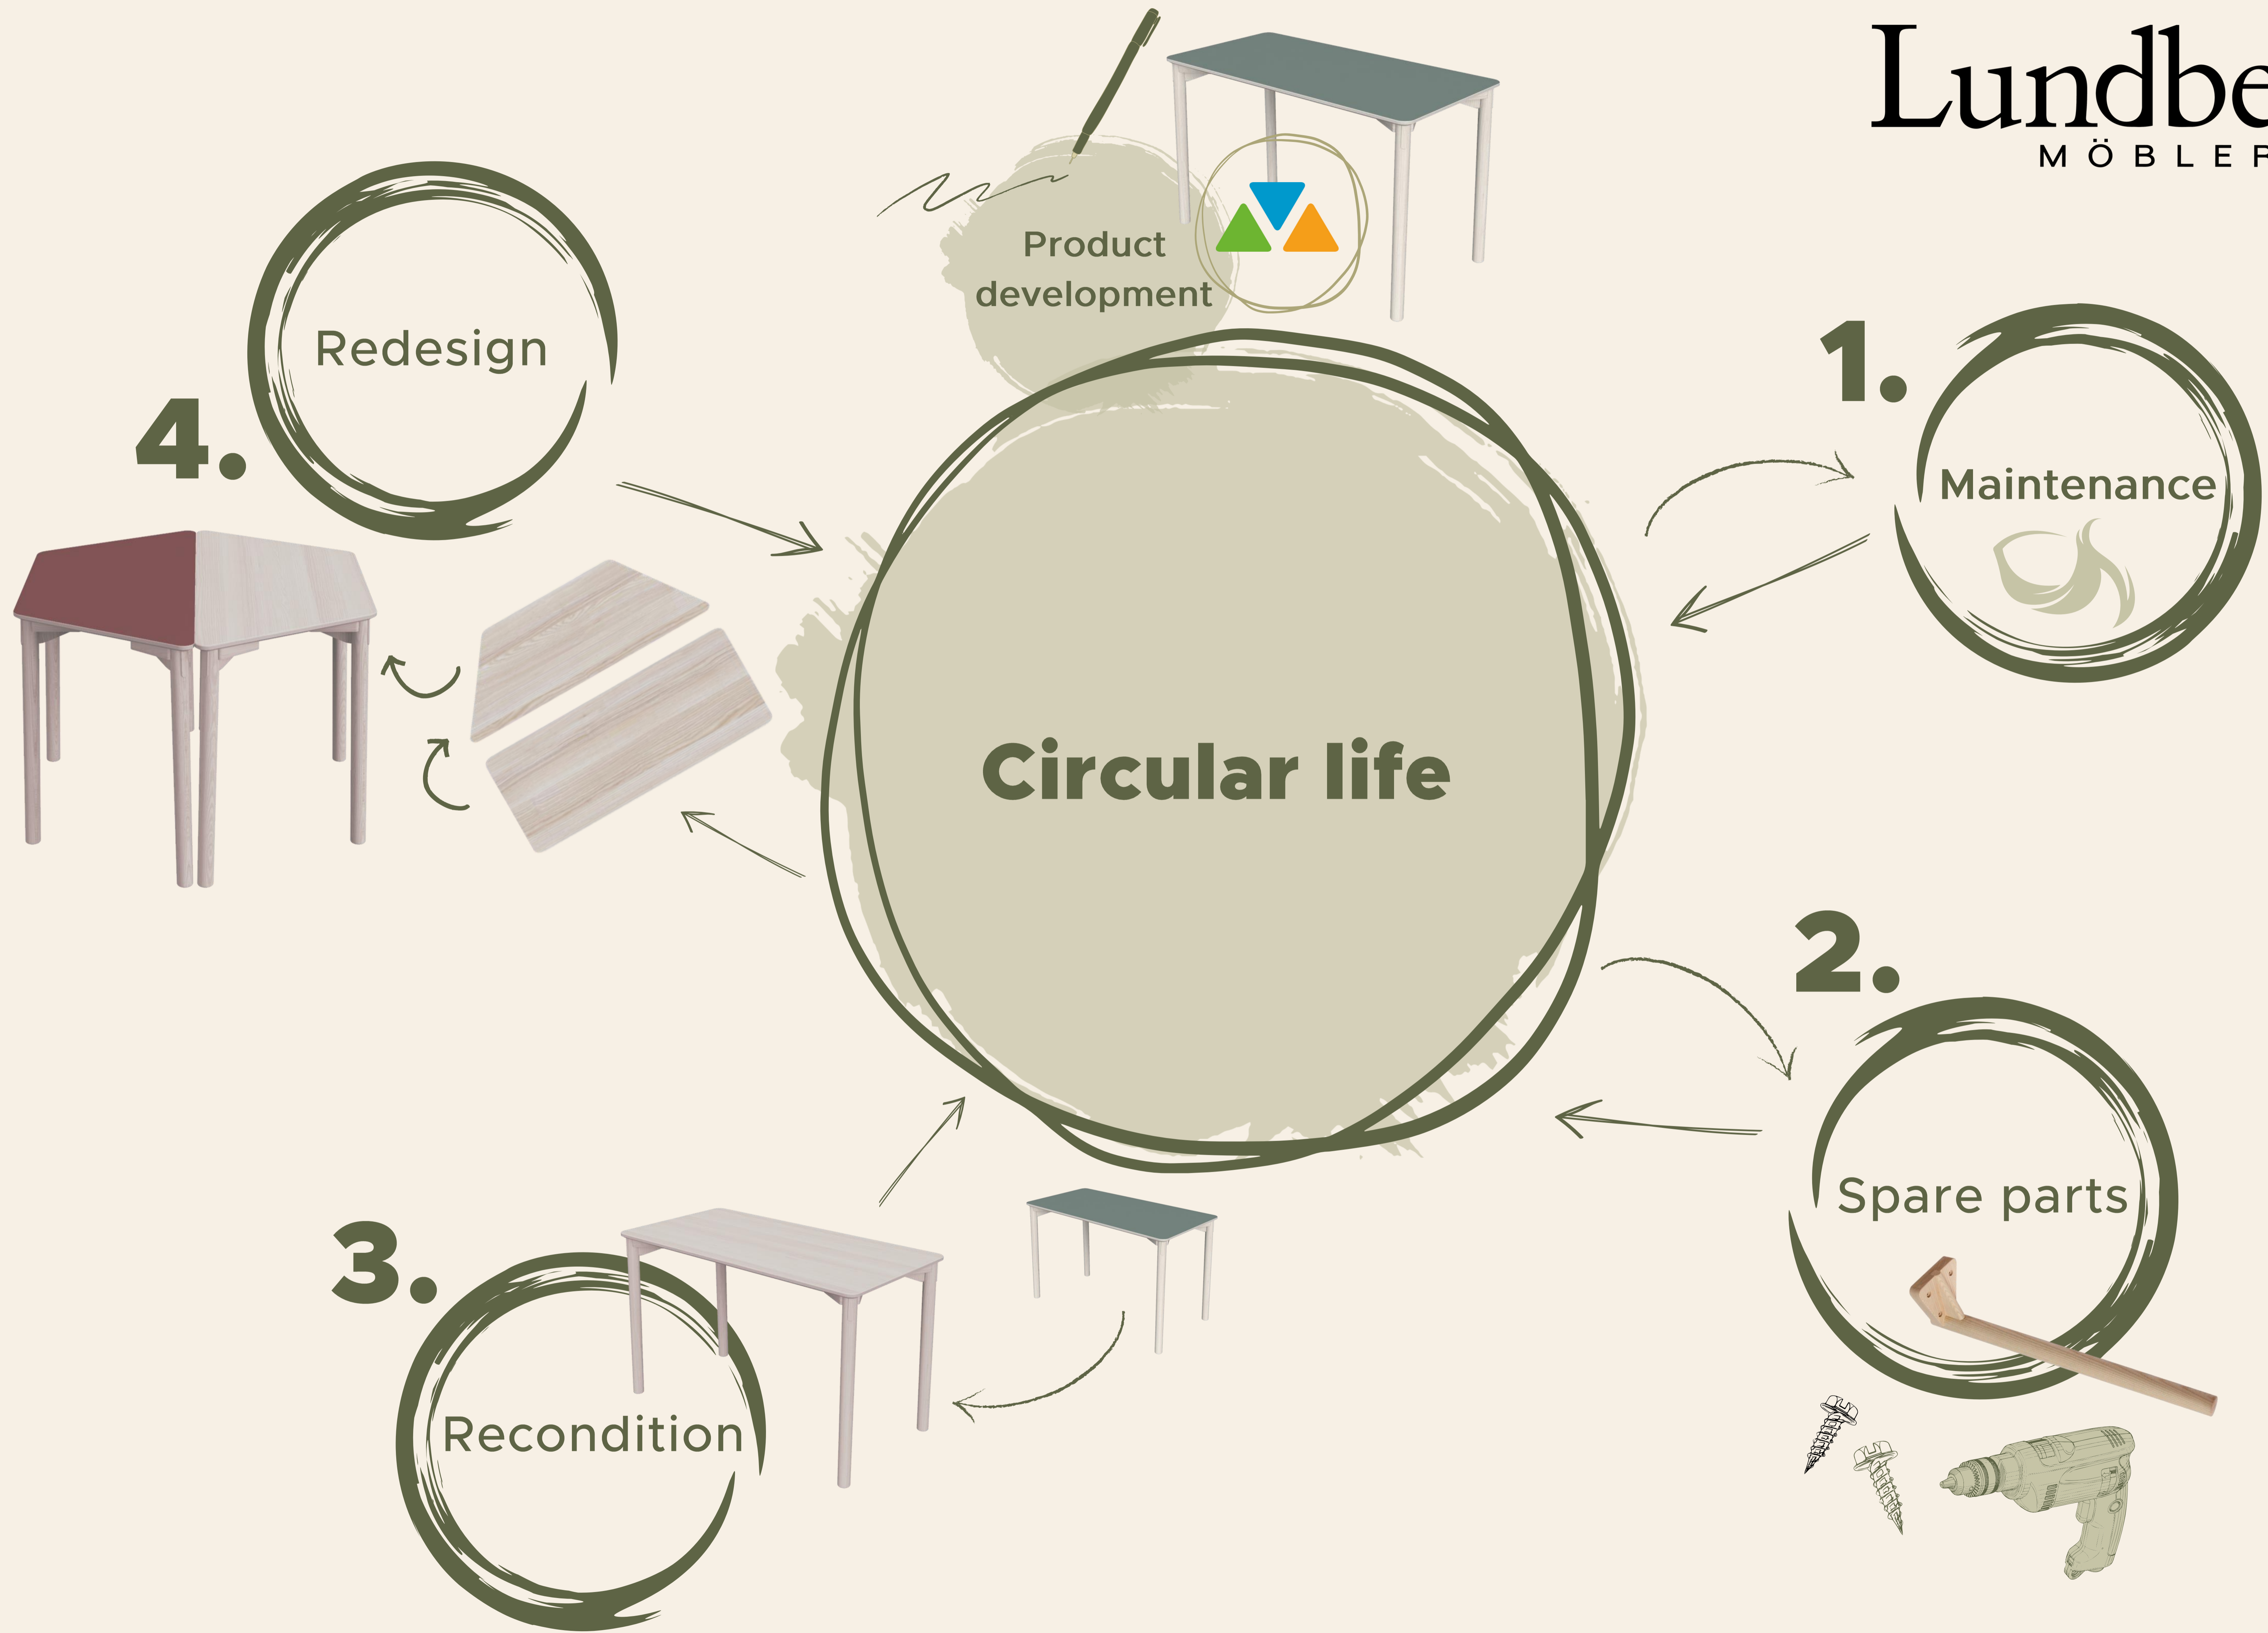 Lundbe
MÖBLER
Product
development
1.
Maintenance
2.
Spare parts
3.
Recondition
4.
Redesign
Circular life